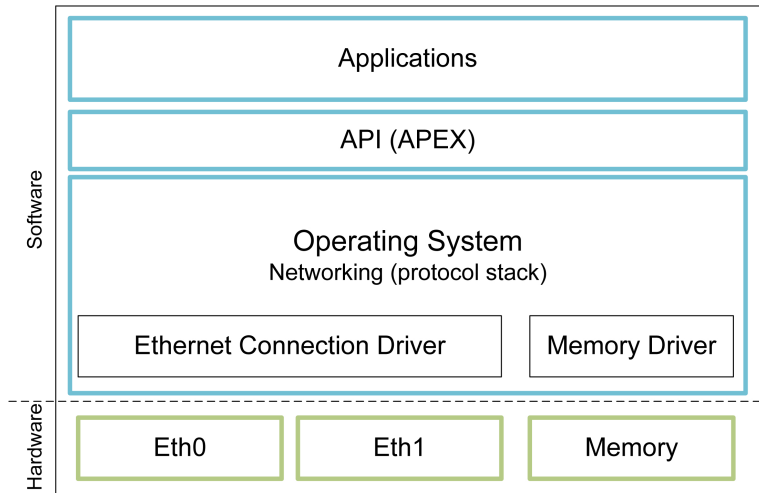 Applications
API (APEX)
Software
Operating System
Networking (protocol stack)
Ethernet Connection Driver
Memory Driver
Hardware
Eth0
Eth1
Memory